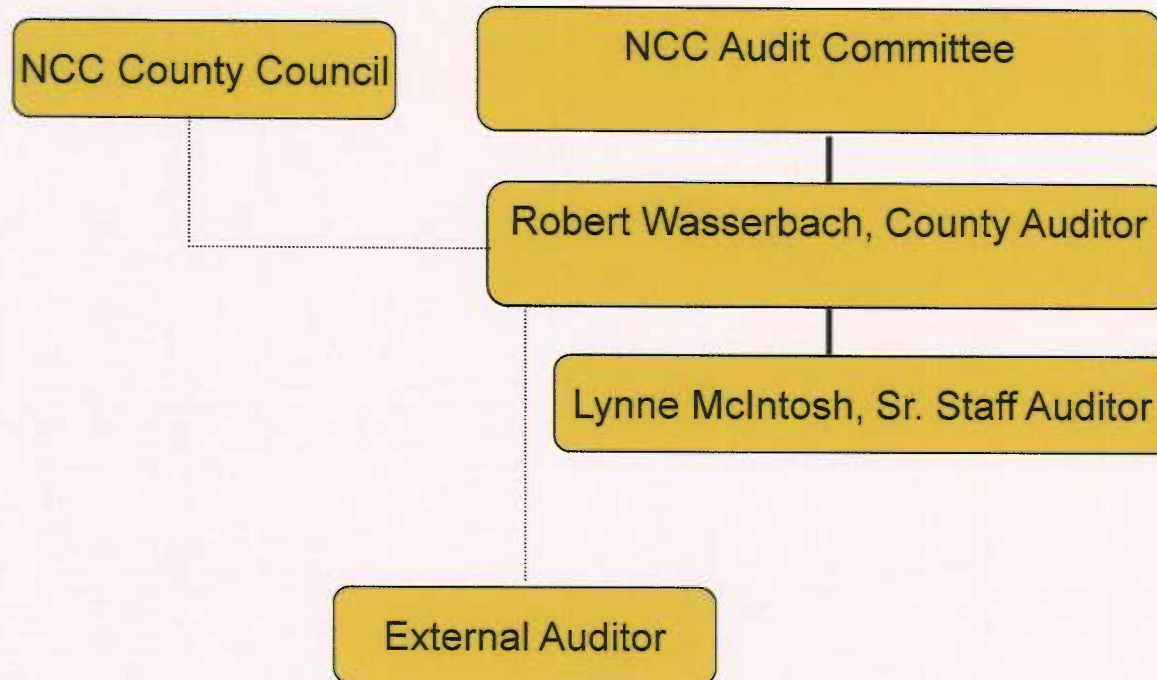 NCC County Council
NCC Audit Committee
Robert Wasserbach, County Auditor
Lynne McIntosh, Sr. Staff Auditor
External Auditor